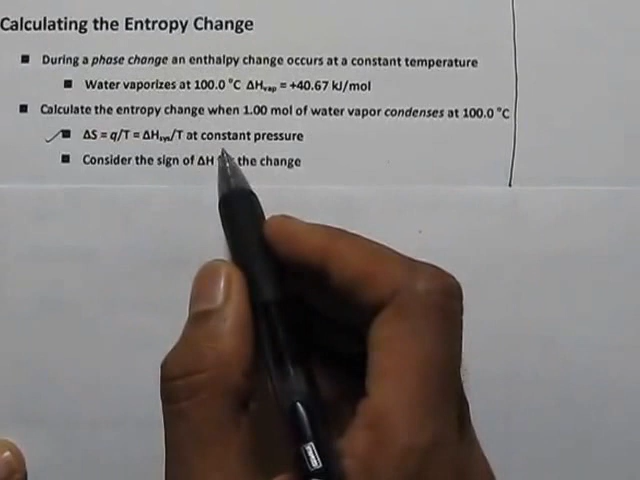 Calculating the Entropy Change
■ During a phase change an enthalpy change occurs at a constant temperature
■ Water vaporizes at 100.0 °C ΔHvap = +40.67 kJ/mol
■ Calculate the entropy change when 1.00 mol of water vapor condenses at 100.0 °C
■ ΔS = q/T = ΔHsys/T at constant pressure
■ Consider the sign of ΔH the change